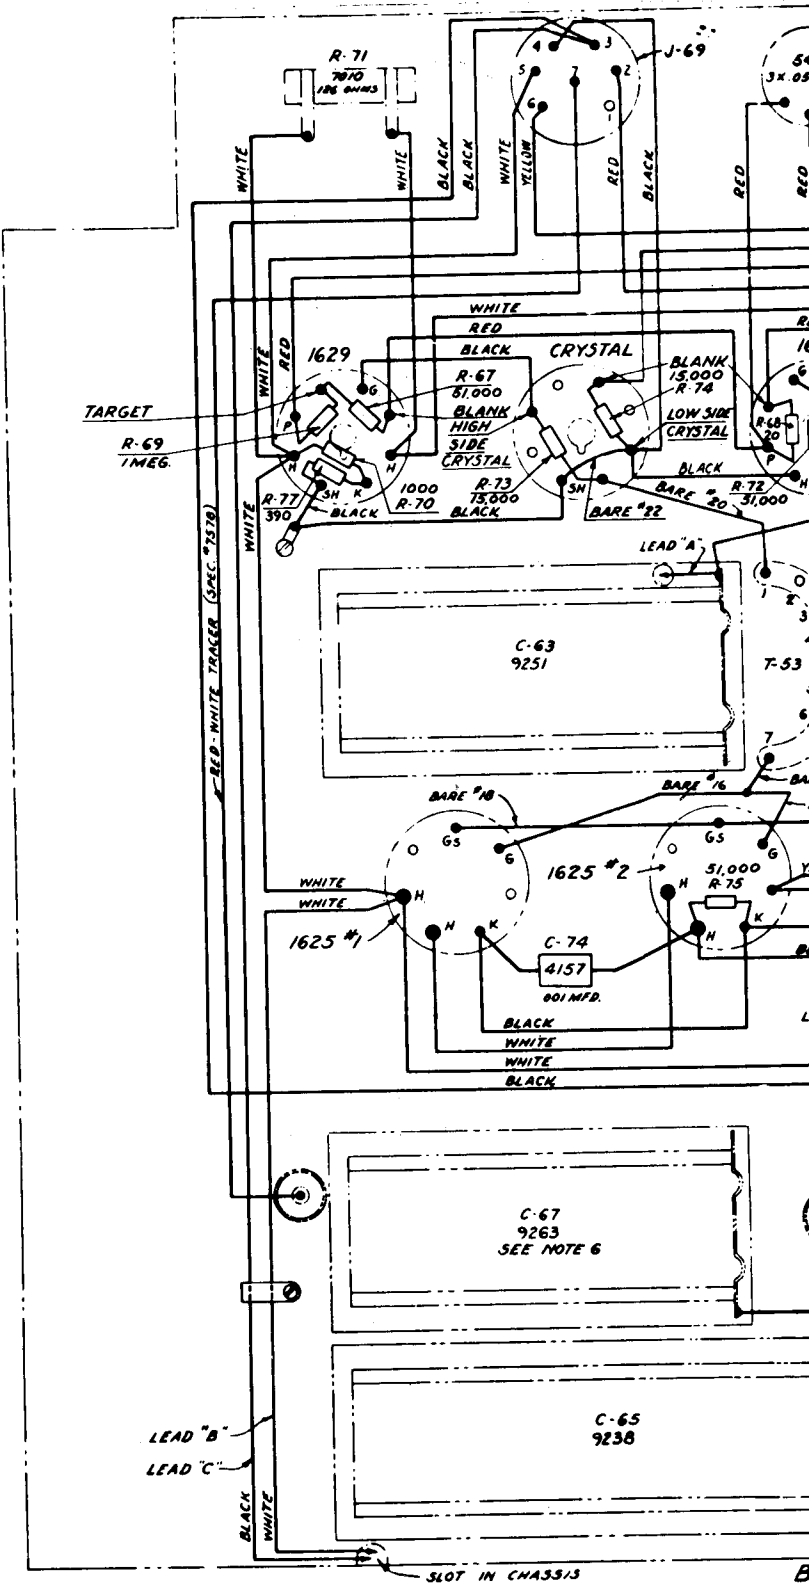 R-71
7010
126 OHMS
WHITE
WHITE
BLACK
BLACK
WHITE
YELLOW
RED
BLACK
RED
RED
4
3
5
7
2
6
J-69
3x.05
1629
WHITE
RED
BLACK
CRYSTAL
WHITE
RED
TARGET
R-69
1 MEG.
P
G
H
H
SH
K
R-67
51,000
BLANK
HIGH
SIDE
CRYSTAL
BLANK
15,000
R-74
LOW SIDE
CRYSTAL
R-68
20
G
P
H
R-77
390
BLACK
1000
R-70
BLACK
R-73
15,000
SH
BARE #22
BLACK
BARE #20
R-72
51,000
WHITE
RED-WHITE TRACER (SPEC. #7578)
LEAD "A"
C-63
9251
1
2
3
T-53
6
7
BARE #18
BARE #16
GS
G
GS
G
1625 #2
51,000
R-75
H
H
K
H
H
K
WHITE
WHITE
1625 #1
C-74
4157
001 MFD.
BLACK
WHITE
WHITE
BLACK
C-67
9263
SEE NOTE 6
C-65
9238
LEAD "B"
LEAD "C"
BLACK
WHITE
SLOT IN CHASSIS